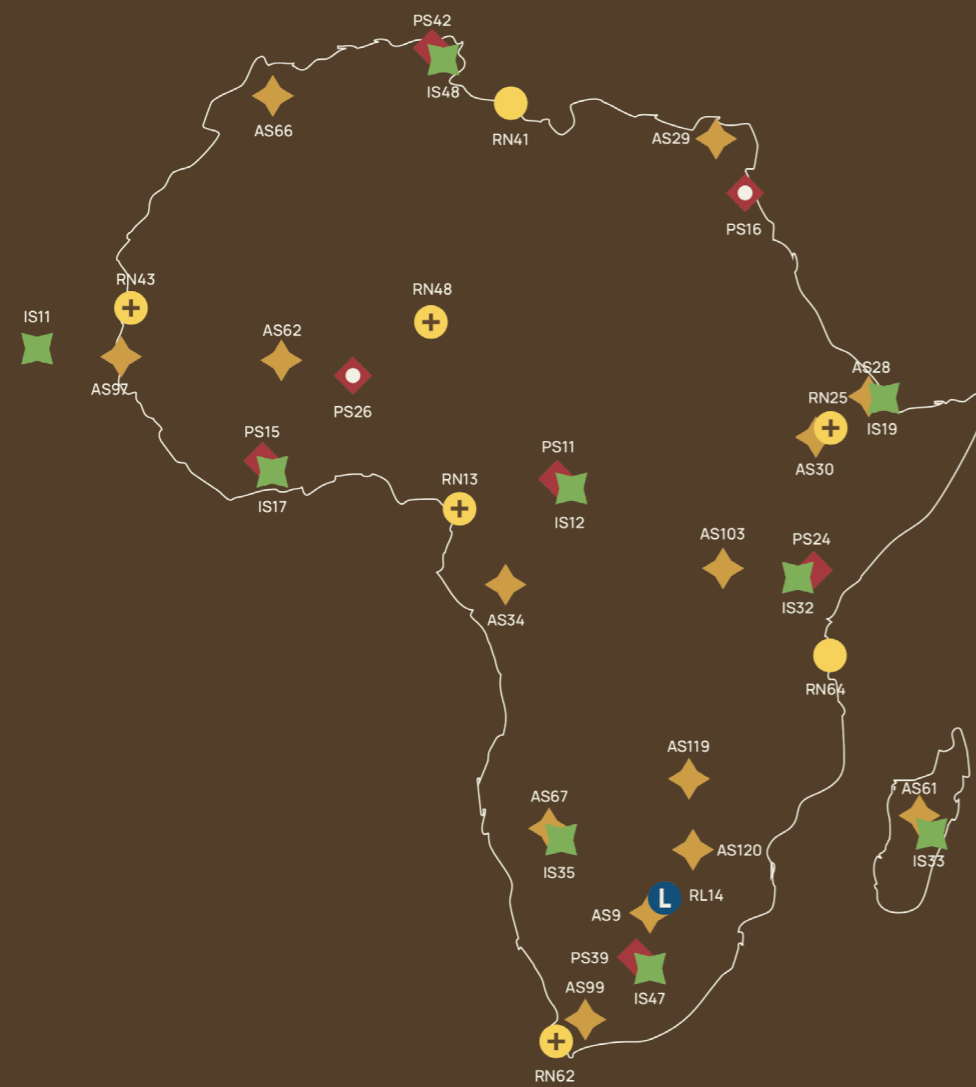 PS42
IS48
AS66
RN41
AS29
PS16
RN43
RN48
IS11
AS62
AS97
PS26
AS28
RN25
IS19
AS30
PS15
IS17
RN13
PS11
IS12
AS103
PS24
IS32
AS34
RN64
AS119
AS67
AS61
AS120
IS33
IS35
L
RL14
AS9
PS39
IS47
AS99
RN62